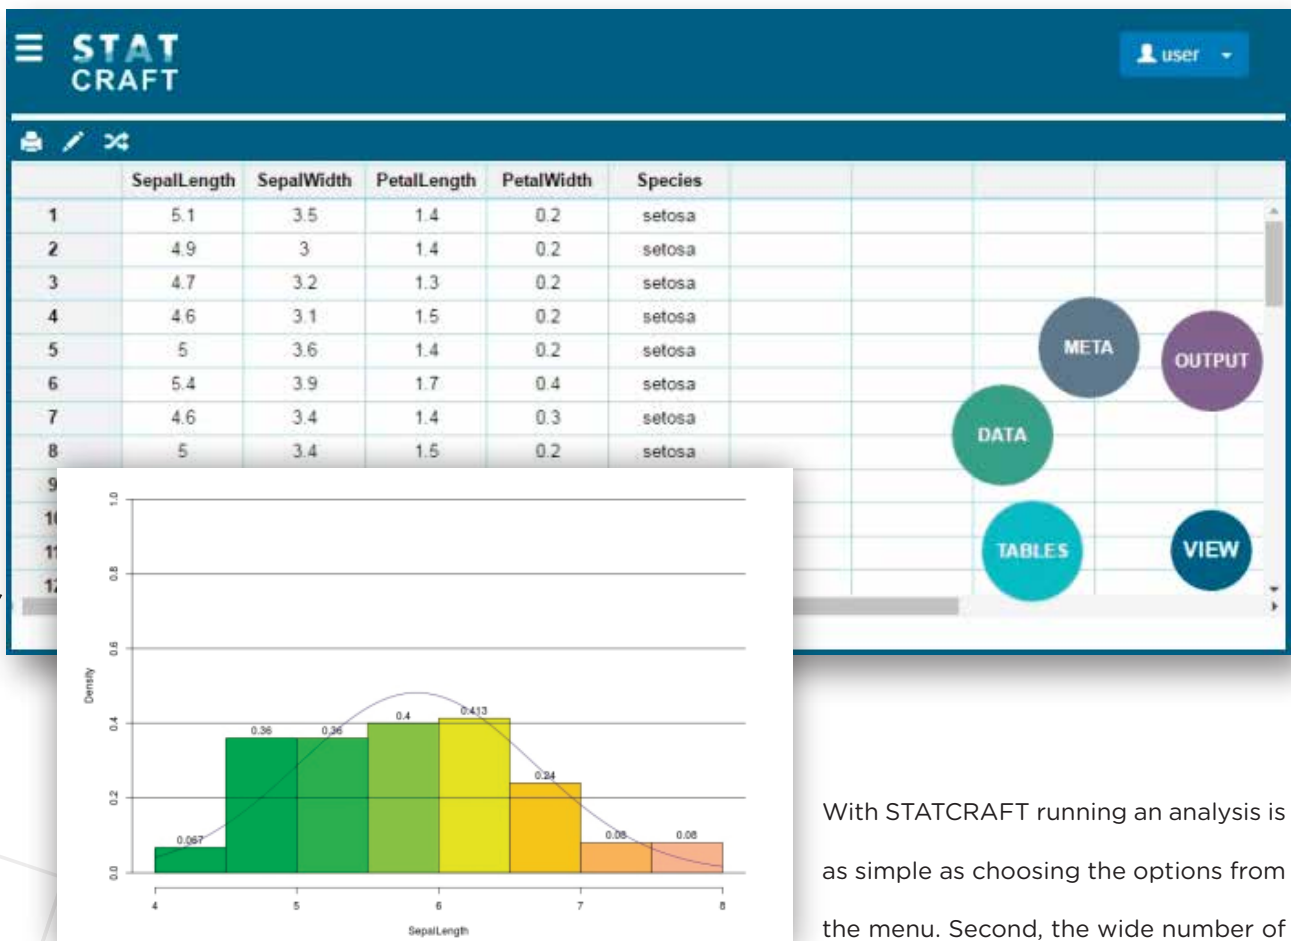 STAT
CRAFT
user
SepalLength SepalWidth PetalLength PetalWidth Species
1 5.1 3.5 1.4 0.2 setosa
2 4.9 3 1.4 0.2 setosa
3 4.7 3.2 1.3 0.2 setosa
4 4.6 3.1 1.5 0.2 setosa
5 5 3.6 1.4 0.2 setosa
6 5.4 3.9 1.7 0.4 setosa
7 4.6 3.4 1.4 0.3 setosa
8 5 3.4 1.5 0.2 setosa
9
META
OUTPUT
DATA
TABLES
VIEW
1.0
0.8
0.6
0.4
0.2
0.0
Density
0.067
0.36
0.36
0.4
0.413
0.24
0.08
0.08
4 5 6 7 8
SepalLength
With STATCRAFT running an analysis is
as simple as choosing the options from
the menu. Second, the wide number of